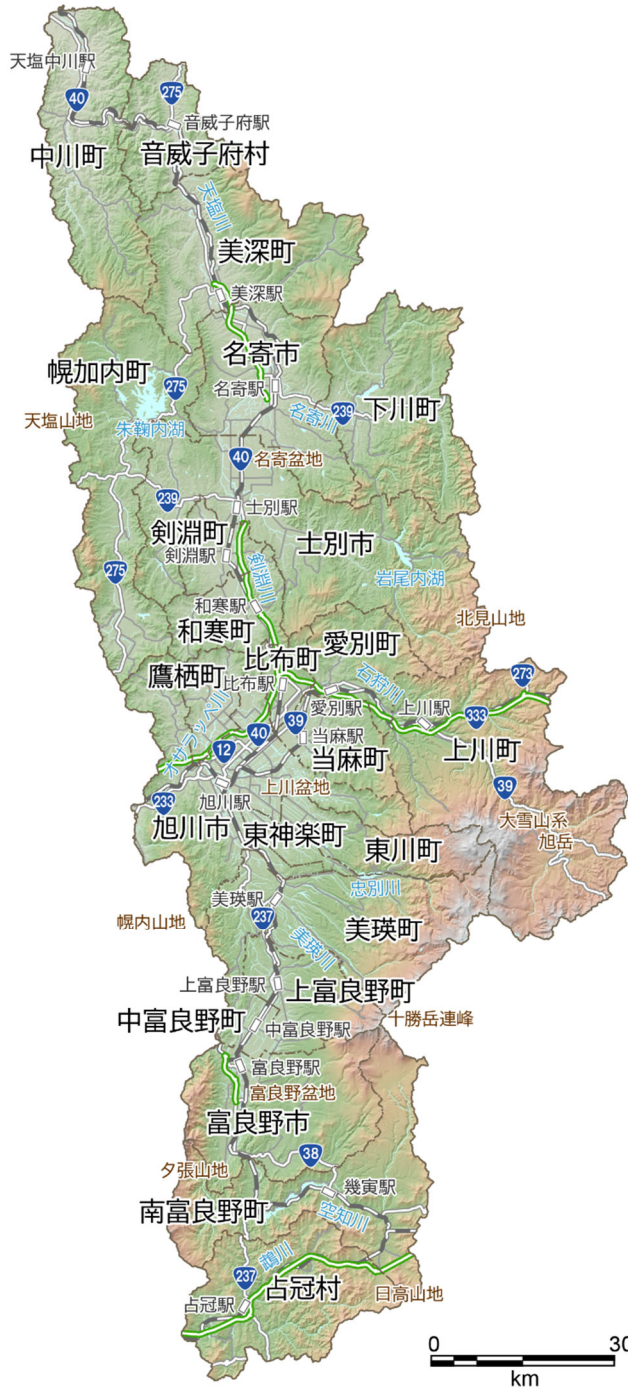 天塩中川駅
40
275
音威子府駅
中川町
音威子府村
天塩川
美深町
美深駅
名寄市
幌加内町
275
名寄駅
下川町
天塩山地
朱鞠内湖
名寄川
239
40
名寄盆地
239
士別駅
剣淵町
士別市
剣淵駅
275
剣淵川
岩尾内湖
和寒駅
北見山地
和寒町
愛別町
比布町
鷹栖町
比布駅
石狩川
273
愛別駅
上川駅
333
オサラッペ川
39
当麻駅
40
12
当麻町
上川町
旭川駅
上川盆地
39
233
大雪山系
旭川市
東神楽町
旭岳
東川町
忠別川
美瑛駅
237
幌内山地
美瑛川
美瑛町
上富良野駅
上富良野町
中富良野町
十勝岳連峰
中富良野駅
富良野駅
富良野盆地
富良野市
38
夕張山地
幾寅駅
南富良野町
空知川
鵡川
237
占冠村
占冠駅
日高山地
0
30
km